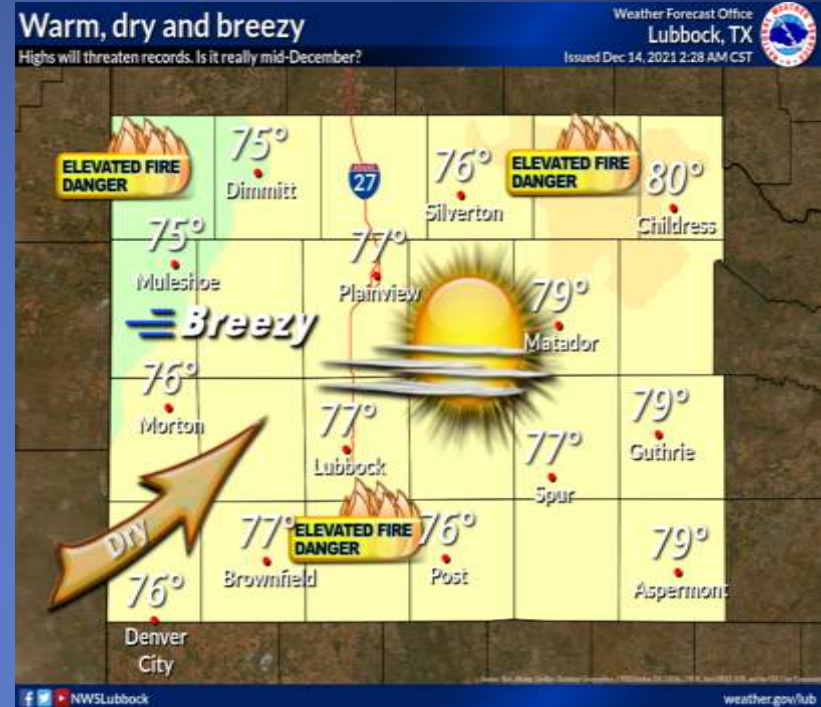 Warm, dry and breezy
Highs will threaten records. Is it really mid-December?
Weather Forecast Office
Lubbock, TX
Issued Dec 14, 2021 2:28 AM CST
ELEVATED FIRE
DANGER
75°
Dimmitt
27
76°
Silverton
ELEVATED FIRE
DANGER
80°
Childress
75°
Muleshoe
77°
Plainview
79°
Matador
Breezy
76°
Morton
77°
Lubbock
77°
Spur
79°
Guthrie
Dry
77°
Brownfield
ELEVATED FIRE
DANGER
76°
Post
79°
Aspermont
76°
Denver
City
NWSLubbock
weather.gov/lub